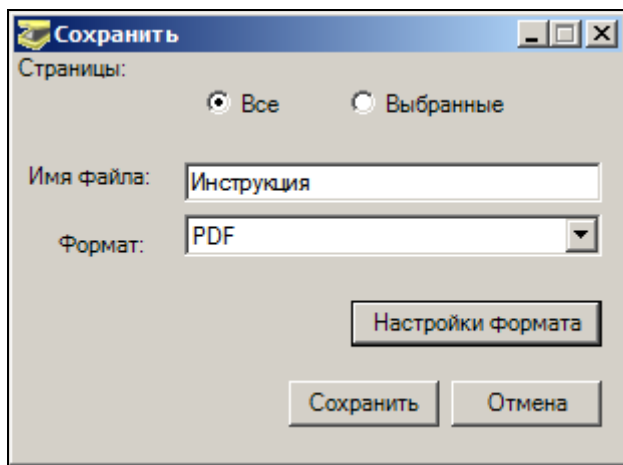 Сохранить
Страницы:
Все Выбранные
Имя файла: Инструкция
Формат: PDF
Настройки формата
Сохранить Отмена